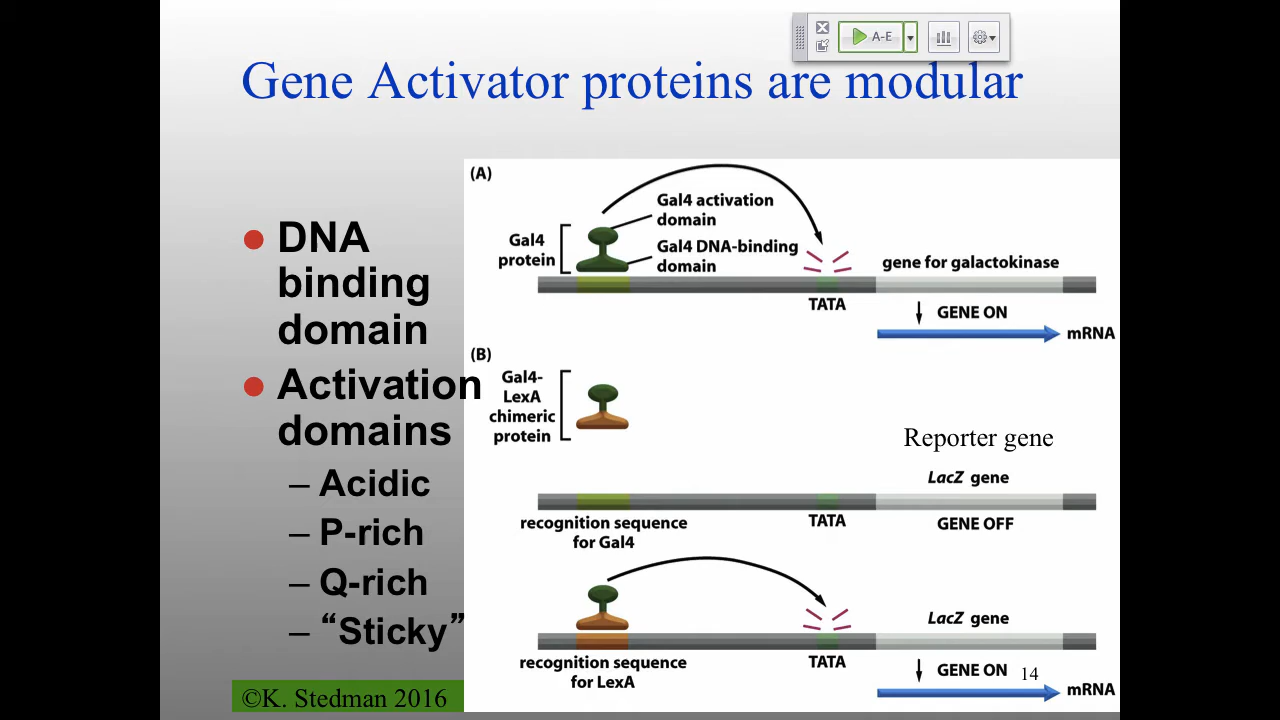 A-E
Gene Activator proteins are modular
● DNA
binding
domain
● Activation
domains
– Acidic
– P-rich
– Q-rich
– “Sticky”
©K. Stedman 2016
(A)
Gal4
protein
Gal4 activation
domain
Gal4 DNA-binding
domain
gene for galactokinase
TATA
GENE ON
mRNA
(B)
Gal4-
LexA
chimeric
protein
Reporter gene
LacZ gene
recognition sequence
for Gal4
TATA
GENE OFF
LacZ gene
recognition sequence
for LexA
TATA
GENE ON
14
mRNA